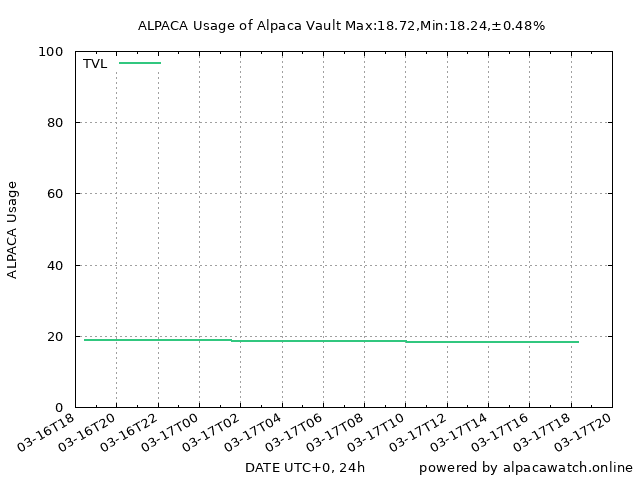 ALPACA Usage of Alpaca Vault Max:18.72,Min:18.24,±0.48%
100
TVL
80
60
ALPACA Usage
40
20
0
03-16T18 03-16T20 03-16T22 03-17T00 03-17T02 03-17T04 03-17T06 03-17T08 03-17T10 03-17T12 03-17T14 03-17T16 03-17T18 03-17T20
DATE UTC+0, 24h
powered by alpacawatch.online